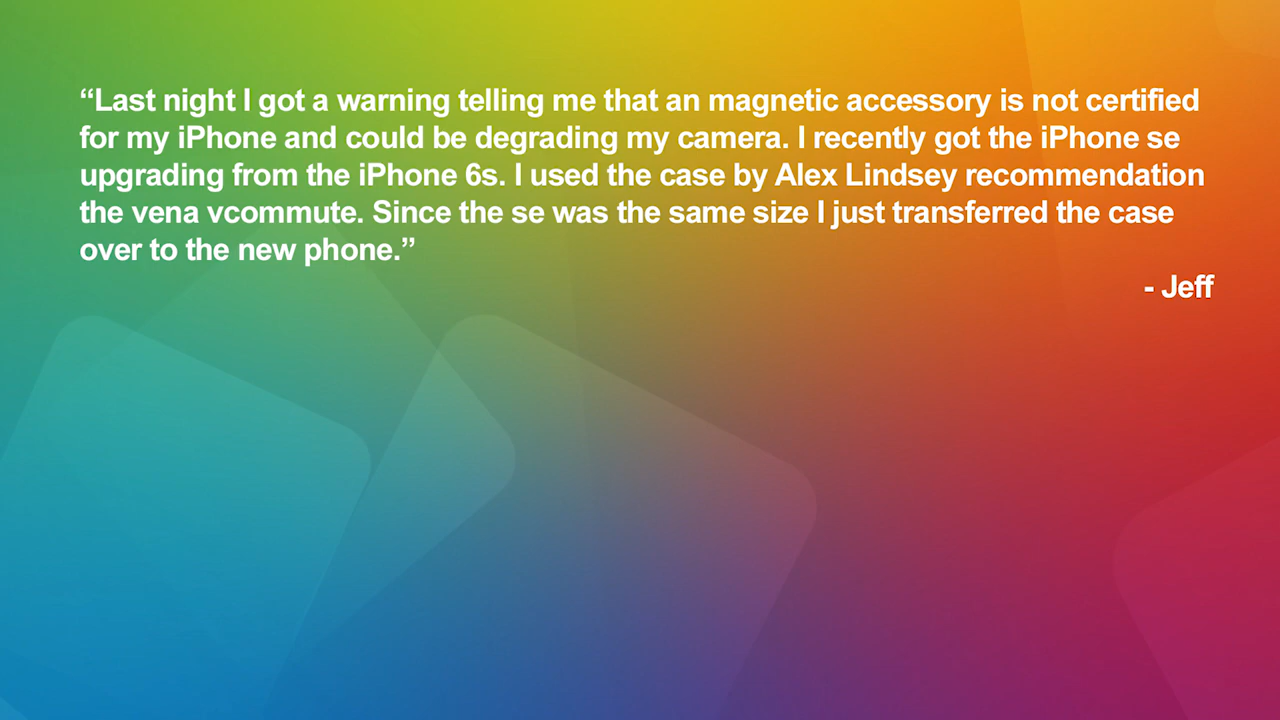 “Last night I got a warning telling me that an magnetic accessory is not certified
for my iPhone and could be degrading my camera. I recently got the iPhone se
upgrading from the iPhone 6s. I used the case by Alex Lindsey recommendation
the vena vcommute. Since the se was the same size I just transferred the case
over to the new phone.”
- Jeff